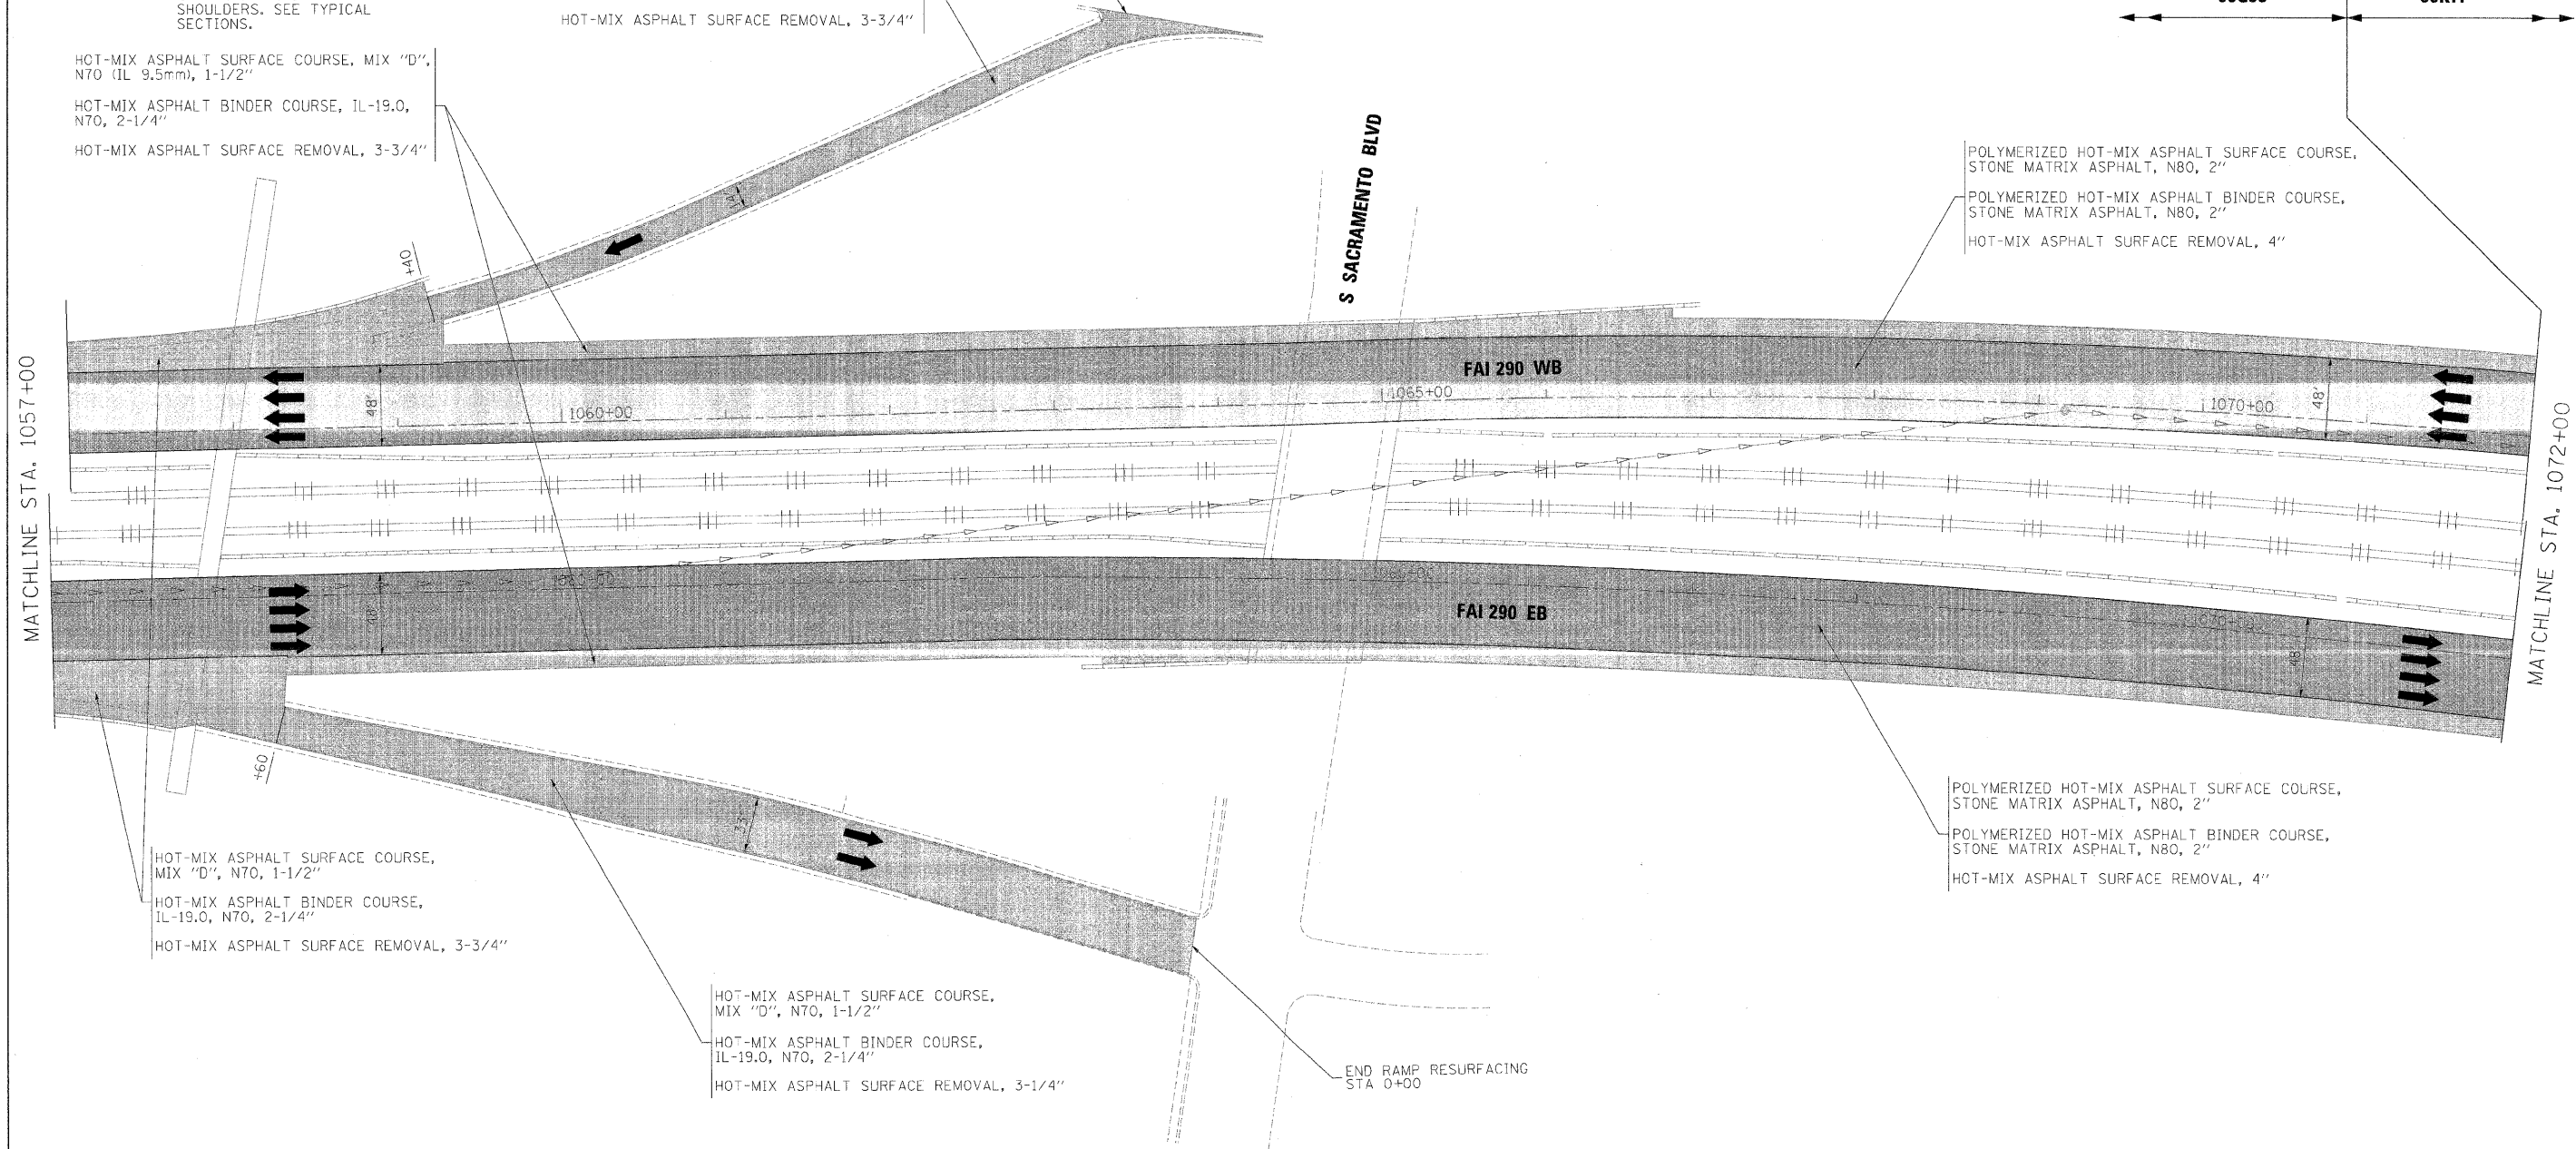 SHOULDERS. SEE TYPICAL
SECTIONS.
HOT-MIX ASPHALT SURFACE REMOVAL, 3-3/4"
HOT-MIX ASPHALT SURFACE COURSE, MIX "D",
N70 (IL 9.5mm), 1-1/2"
HOT-MIX ASPHALT BINDER COURSE, IL-19.0,
N70, 2-1/4"
HOT-MIX ASPHALT SURFACE REMOVAL, 3-3/4"
14'
+40
S SACRAMENTO BLVD
POLYMERIZED HOT-MIX ASPHALT SURFACE COURSE,
STONE MATRIX ASPHALT, N80, 2"
POLYMERIZED HOT-MIX ASPHALT BINDER COURSE,
STONE MATRIX ASPHALT, N80, 2"
HOT-MIX ASPHALT SURFACE REMOVAL, 4"
MATCHLINE STA. 1057+00
FAI 290 WB
48'
1060+00
1065+00
1070+00
48'
MATCHLINE STA. 1072+00
48'
FAI 290 EB
48'
+60
33'
HOT-MIX ASPHALT SURFACE COURSE,
MIX "D", N70, 1-1/2"
HOT-MIX ASPHALT BINDER COURSE,
IL-19.0, N70, 2-1/4"
HOT-MIX ASPHALT SURFACE REMOVAL, 3-3/4"
POLYMERIZED HOT-MIX ASPHALT SURFACE COURSE,
STONE MATRIX ASPHALT, N80, 2"
POLYMERIZED HOT-MIX ASPHALT BINDER COURSE,
STONE MATRIX ASPHALT, N80, 2"
HOT-MIX ASPHALT SURFACE REMOVAL, 4"
HOT-MIX ASPHALT SURFACE COURSE,
MIX "D", N70, 1-1/2"
HOT-MIX ASPHALT BINDER COURSE,
IL-19.0, N70, 2-1/4"
HOT-MIX ASPHALT SURFACE REMOVAL, 3-1/4"
END RAMP RESURFACING
STA 0+00